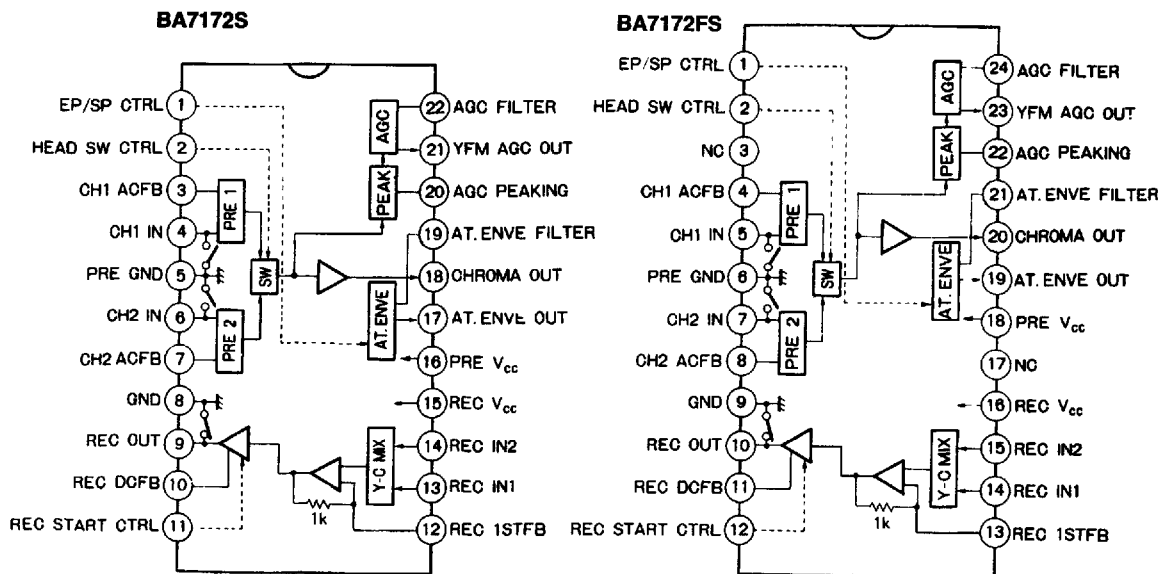 BA7172S
EP/SP CTRL 1
HEAD SW CTRL 2
CH1 ACFB 3
CH1 IN 4
PRE GND 5
CH2 IN 6
CH2 ACFB 7
GND 8
REC OUT 9
REC DCFB 10
REC START CTRL 11
PRE 1
PRE 2
SW
AGC
PEAK
AT. ENVE
Y-C MIX
1k
22 AGC FILTER
21 YFM AGC OUT
20 AGC PEAKING
19 AT. ENVE FILTER
18 CHROMA OUT
17 AT. ENVE OUT
16 PRE Vcc
15 REC Vcc
14 REC IN2
13 REC IN1
12 REC 1STFB
BA7172FS
EP/SP CTRL 1
HEAD SW CTRL 2
NC 3
CH1 ACFB 4
CH1 IN 5
PRE GND 6
CH2 IN 7
CH2 ACFB 8
GND 9
REC OUT 10
REC DCFB 11
REC START CTRL 12
PRE 1
PRE 2
SW
AGC
PEAK
AT. ENVE
Y-C MIX
1k
24 AGC FILTER
23 YFM AGC OUT
22 AGC PEAKING
21 AT. ENVE FILTER
20 CHROMA OUT
19 AT. ENVE OUT
18 PRE Vcc
17 NC
16 REC Vcc
15 REC IN2
14 REC IN1
13 REC 1STFB